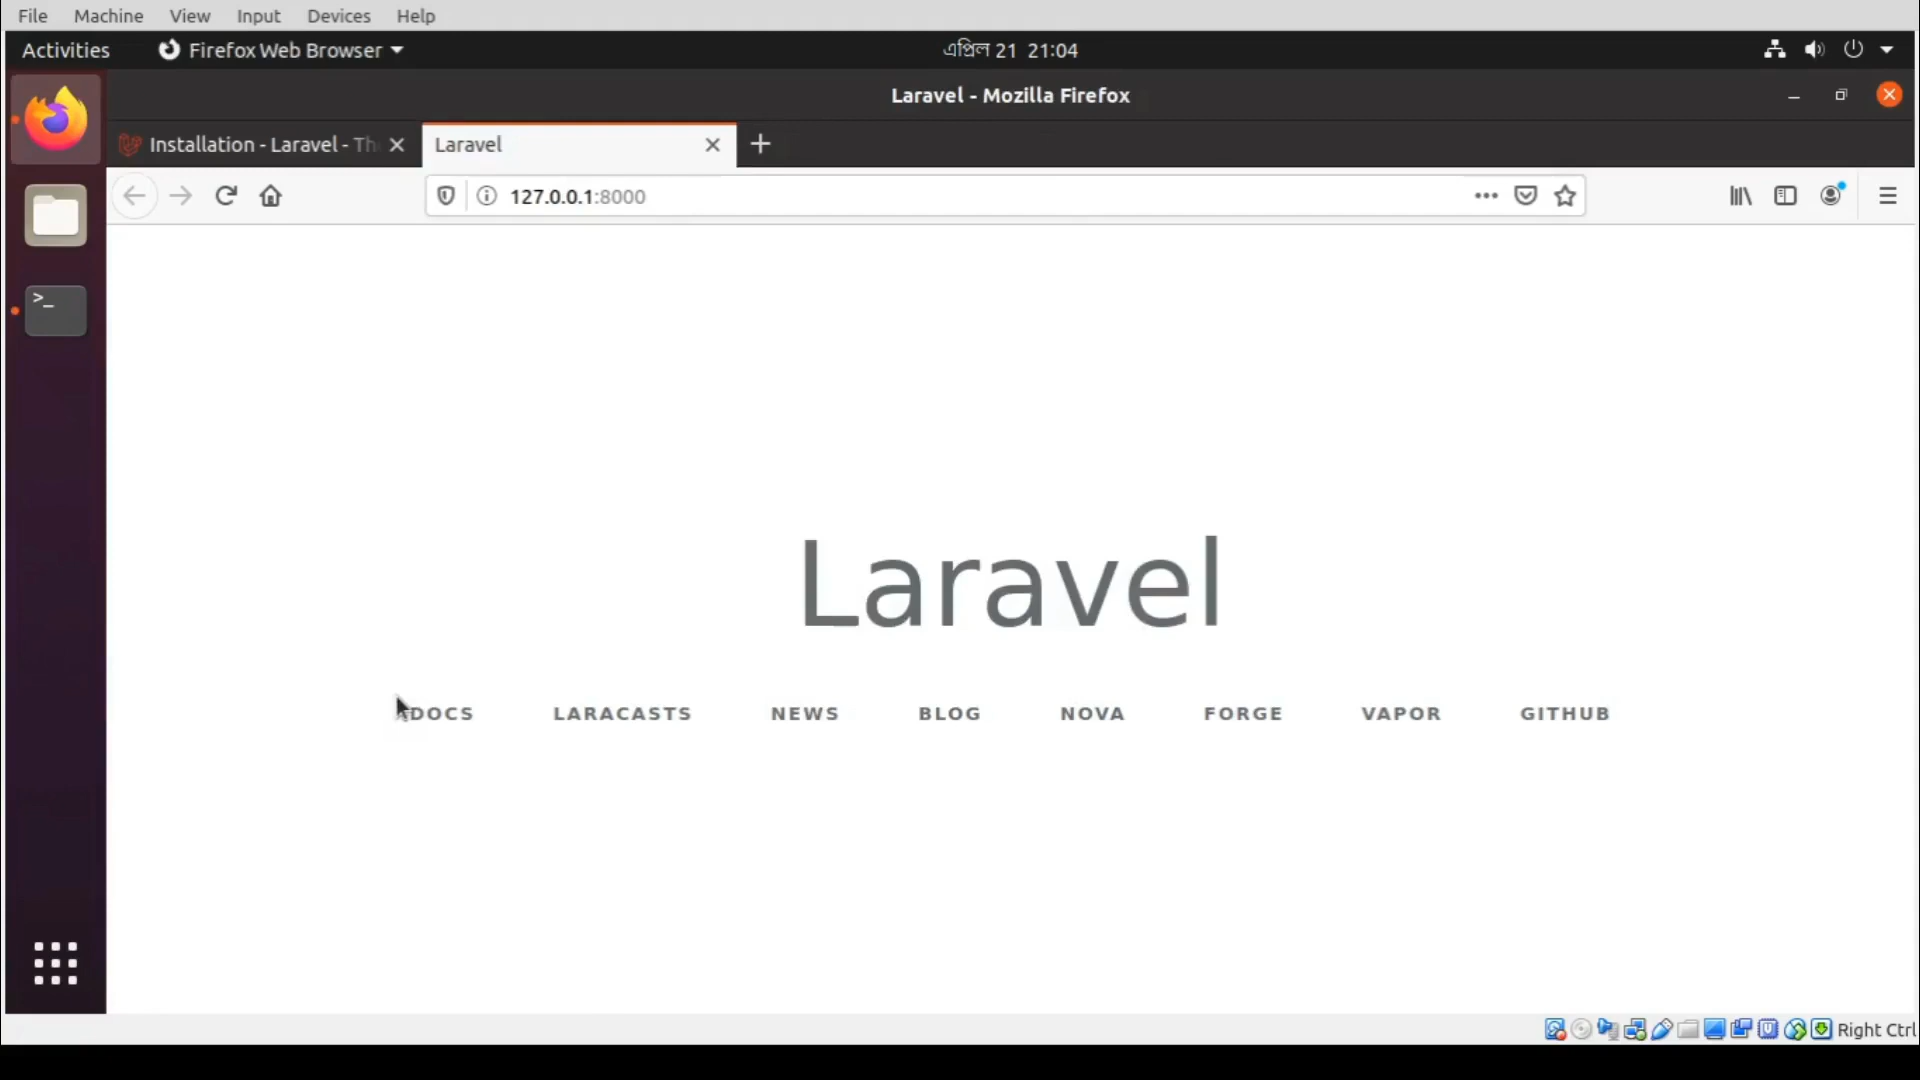 File Machine View Input Devices Help
Activities Firefox Web Browser এপ্রিল 21 21:04
Laravel - Mozilla Firefox
Installation - Laravel - Th Laravel
127.0.0.1:8000
>_
Laravel
DOCS LARACASTS NEWS BLOG NOVA FORGE VAPOR GITHUB
Right Ctrl